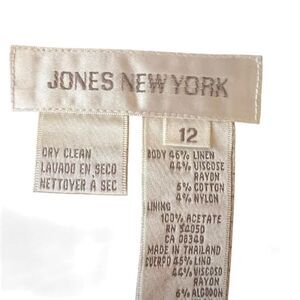 JONES NEW YORK
12
DRY CLEAN
LAVADO EN SECO
NETTOYER A SEC
BODY 46% LINEN
44% VISCOSE
RAYON
6% COTTON
4% NYLON
LINING
100% ACETATE
RN 54050
CA 08349
MADE IN THAILAND
CUERPO 46% LINO
44% VISCOSO
RAYON
6% ALGODON